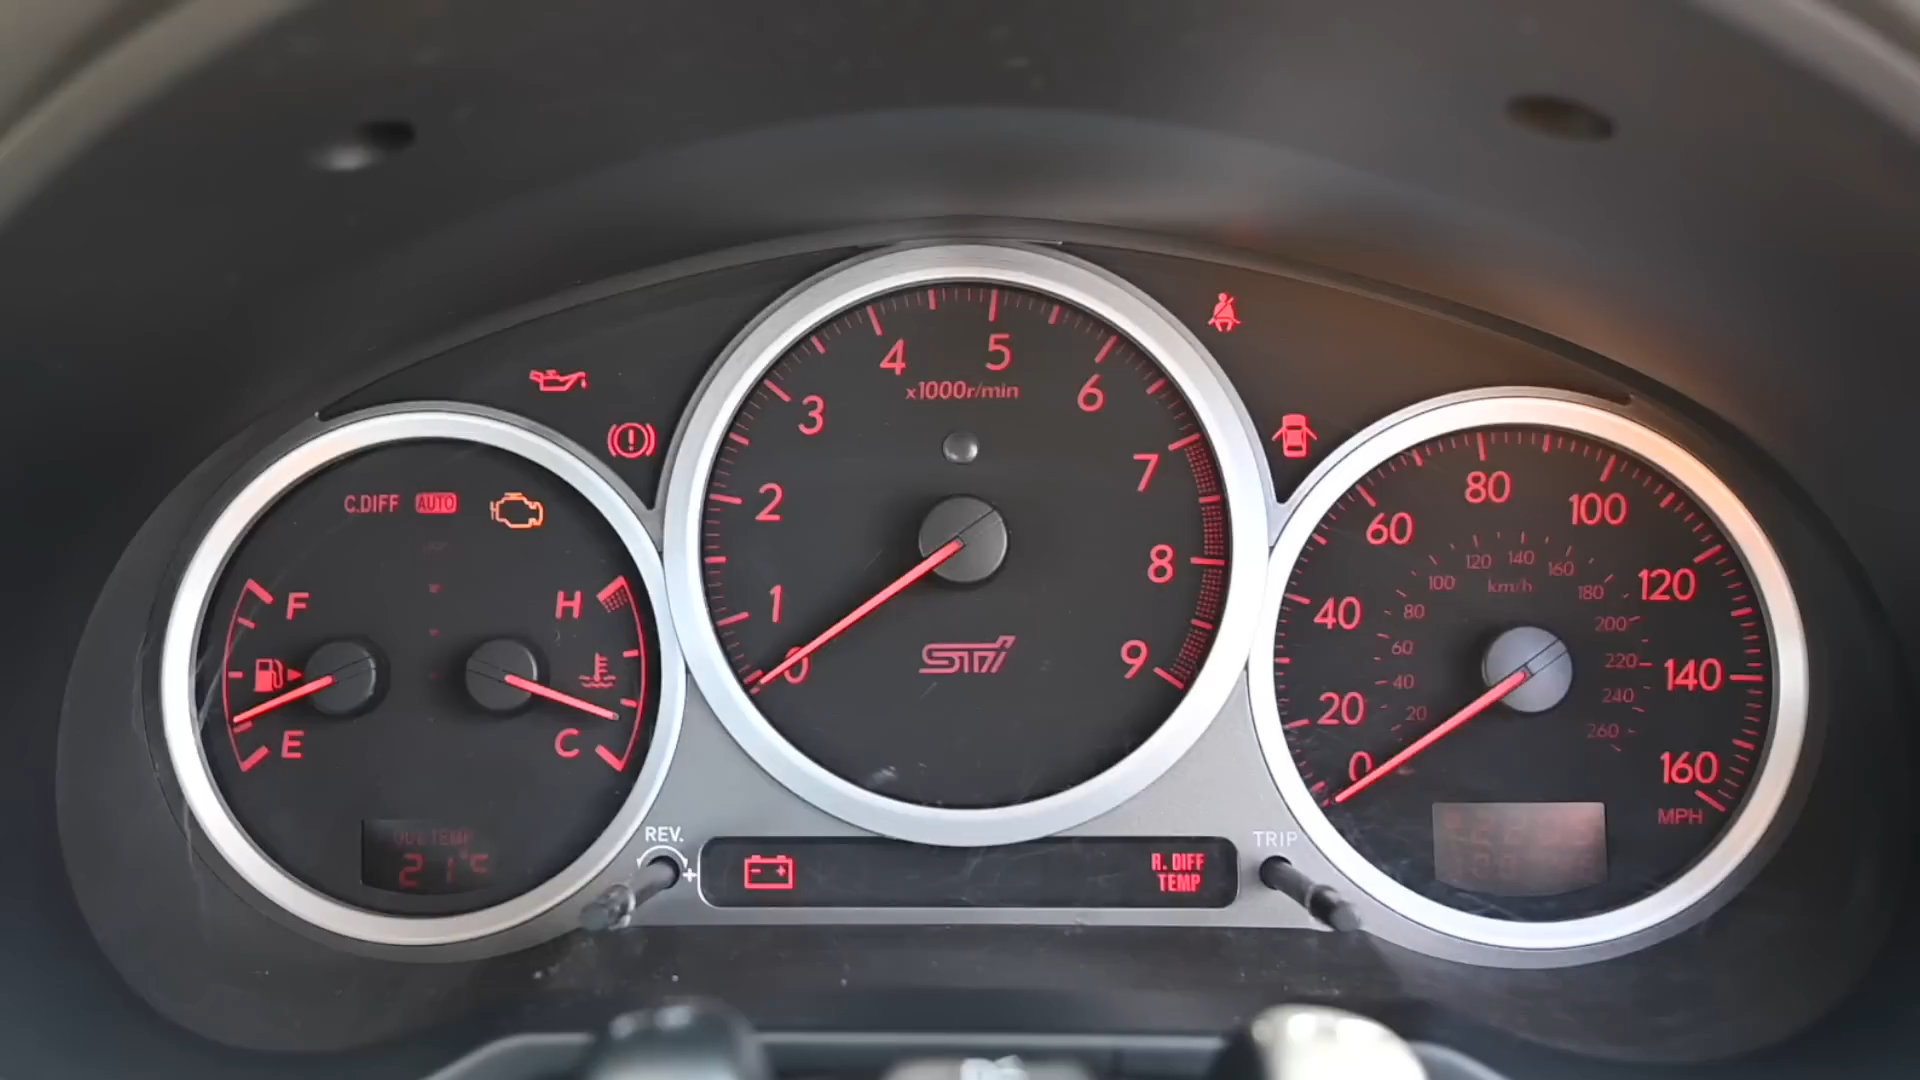 4 5 6
x1000r/min
3 7
2 8
1 9
0
STi
C.DIFF AUTO
F H
E C
OUT TEMP
21°C
REV.
+
- +
R. DIFF
TEMP
TRIP
0 20 40 60 80 100 120 140 160
MPH
20 40 60 80 100 120 140 160 180 200 220 240 260
km/h